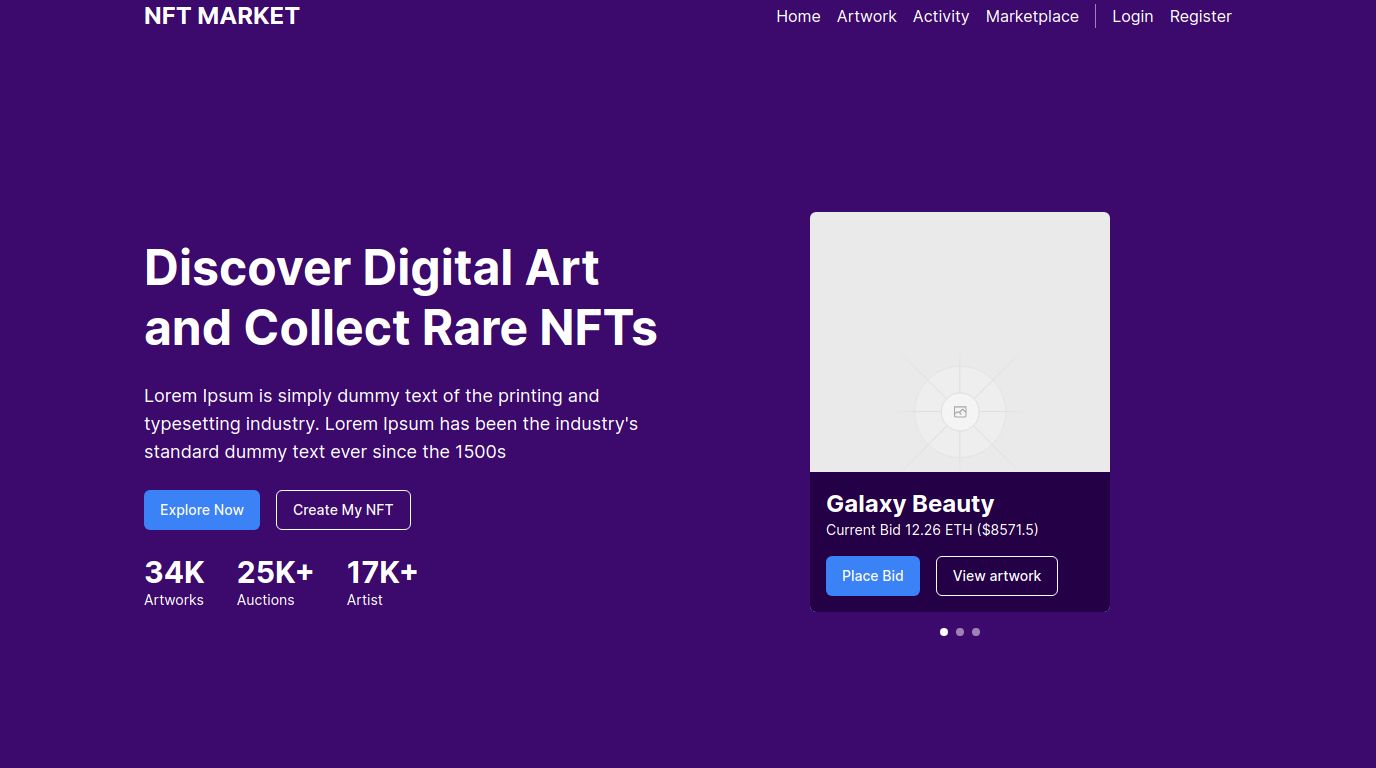 NFT MARKET
Home Artwork Activity Marketplace Login Register
Discover Digital Art
and Collect Rare NFTs
Lorem Ipsum is simply dummy text of the printing and
typesetting industry. Lorem Ipsum has been the industry's
standard dummy text ever since the 1500s
Explore Now Create My NFT
34K 25K+ 17K+
Artworks Auctions Artist
Galaxy Beauty
Current Bid 12.26 ETH ($8571.5)
Place Bid View artwork